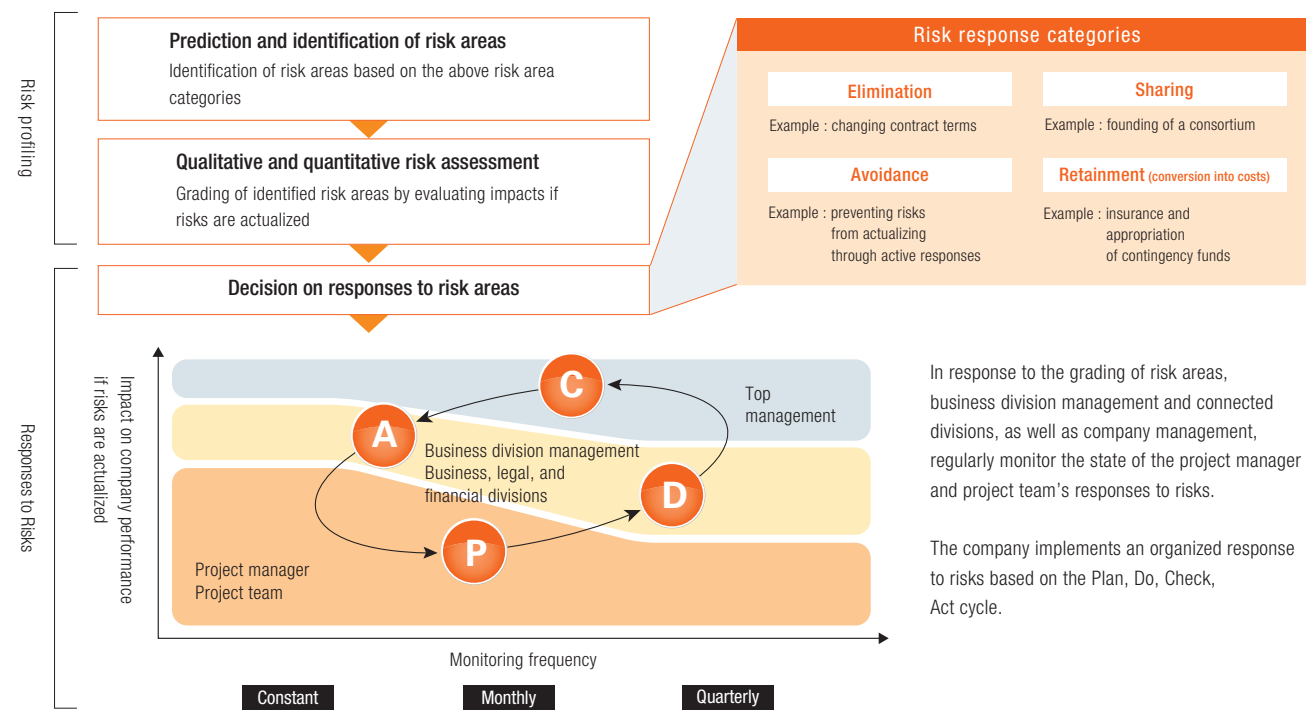 Risk profiling
Prediction and identification of risk areas
Identification of risk areas based on the above risk area
categories
Qualitative and quantitative risk assessment
Grading of identified risk areas by evaluating impacts if
risks are actualized
Risk response categories
Elimination
Example : changing contract terms
Sharing
Example : founding of a consortium
Avoidance
Example : preventing risks
from actualizing
through active responses
Retainment (conversion into costs)
Example : insurance and
appropriation
of contingency funds
Responses to Risks
Decision on responses to risk areas
Impact on company performance
if risks are actualized
C
Top
management
A
Business division management
Business, legal, and
financial divisions
D
P
Project manager
Project team
Monitoring frequency
Constant
Monthly
Quarterly
In response to the grading of risk areas,
business division management and connected
divisions, as well as company management,
regularly monitor the state of the project manager
and project team's responses to risks.
The company implements an organized response
to risks based on the Plan, Do, Check,
Act cycle.